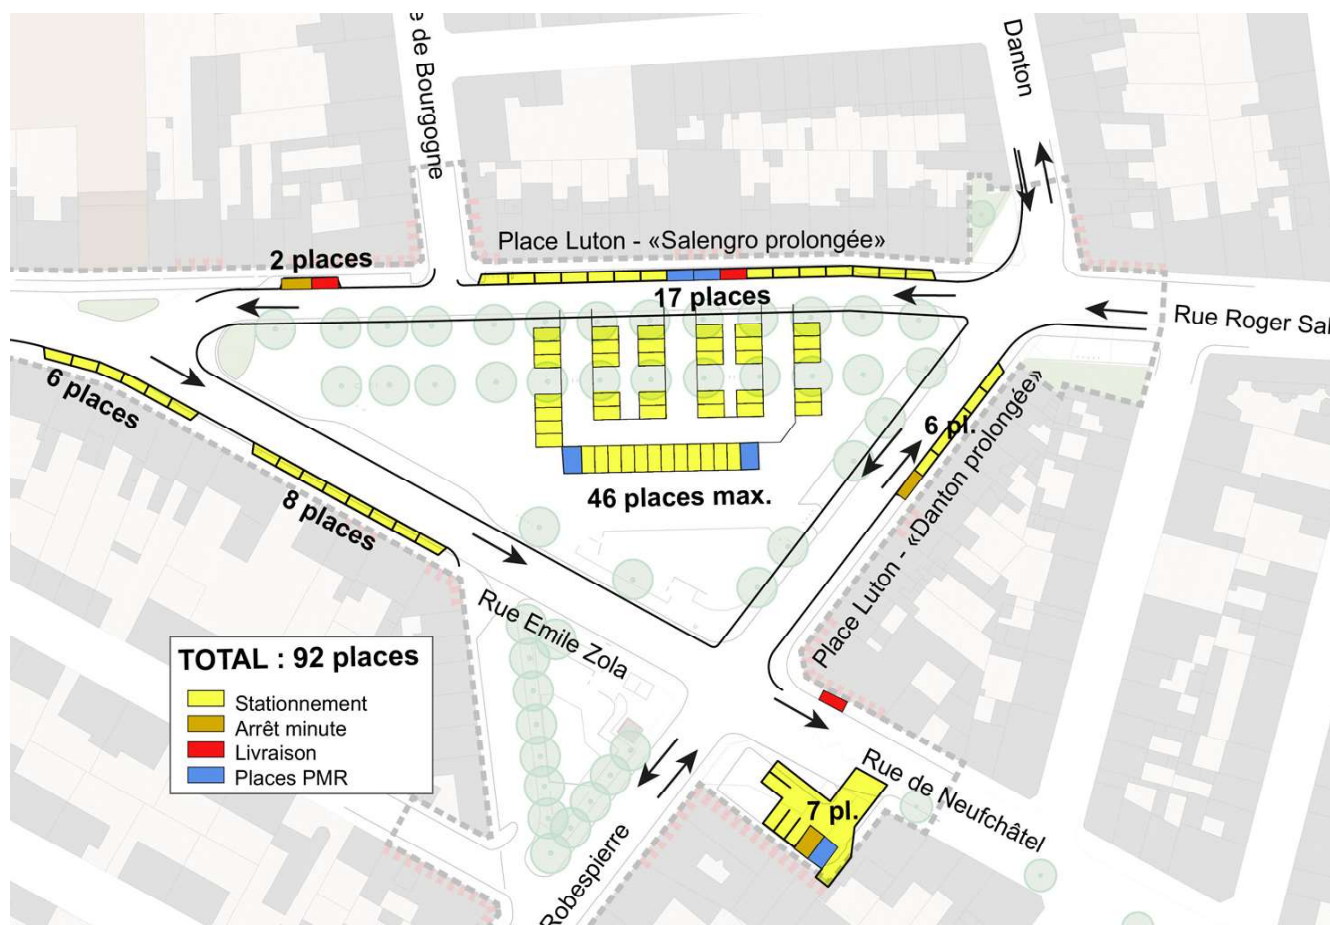 e de Bourgogne
Danton
Place Luton - «Salengro prolongée»
2 places
17 places
Rue Roger Sal
6 places
6 pl.
8 places
46 places max.
Place Luton - «Danton prolongée»
Rue Emile Zola
TOTAL : 92 places
Stationnement
Arrêt minute
Livraison
Places PMR
Rue de Neufchâtel
7 pl.
Robespierre